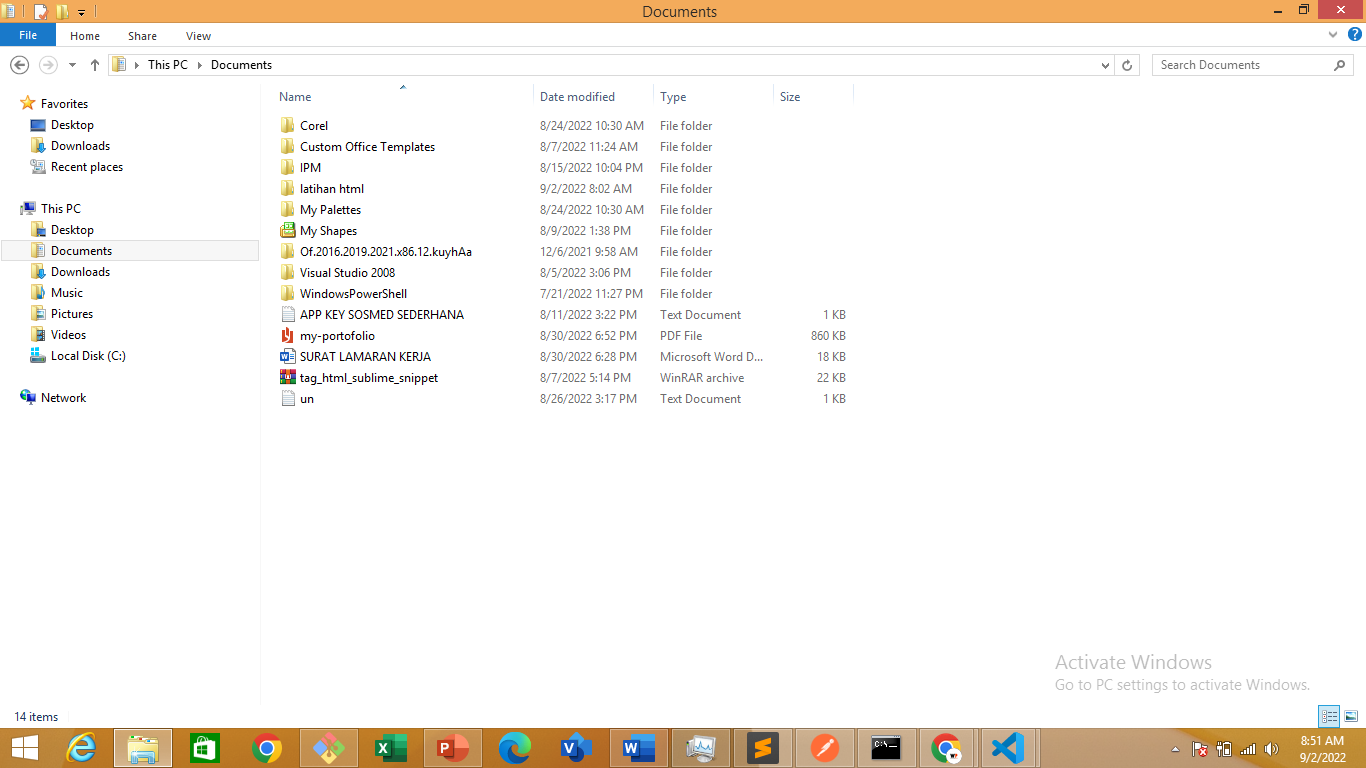 Documents
File Home Share View
This PC Documents
Search Documents
Name Date modified Type Size
Favorites
Desktop
Downloads
Recent places
This PC
Desktop
Documents
Downloads
Music
Pictures
Videos
Local Disk (C:)
Network
Corel 8/24/2022 10:30 AM File folder
Custom Office Templates 8/7/2022 11:24 AM File folder
IPM 8/15/2022 10:04 PM File folder
latihan html 9/2/2022 8:02 AM File folder
My Palettes 8/24/2022 10:30 AM File folder
My Shapes 8/9/2022 1:38 PM File folder
Of.2016.2019.2021.x86.12.kuyhAa 12/6/2021 9:58 AM File folder
Visual Studio 2008 8/5/2022 3:06 PM File folder
WindowsPowerShell 7/21/2022 11:27 PM File folder
APP KEY SOSMED SEDERHANA 8/11/2022 3:22 PM Text Document 1 KB
my-portofolio 8/30/2022 6:52 PM PDF File 860 KB
SURAT LAMARAN KERJA 8/30/2022 6:28 PM Microsoft Word D... 18 KB
tag_html_sublime_snippet 8/7/2022 5:14 PM WinRAR archive 22 KB
un 8/26/2022 3:17 PM Text Document 1 KB
Activate Windows
Go to PC settings to activate Windows.
14 items
8:51 AM
9/2/2022